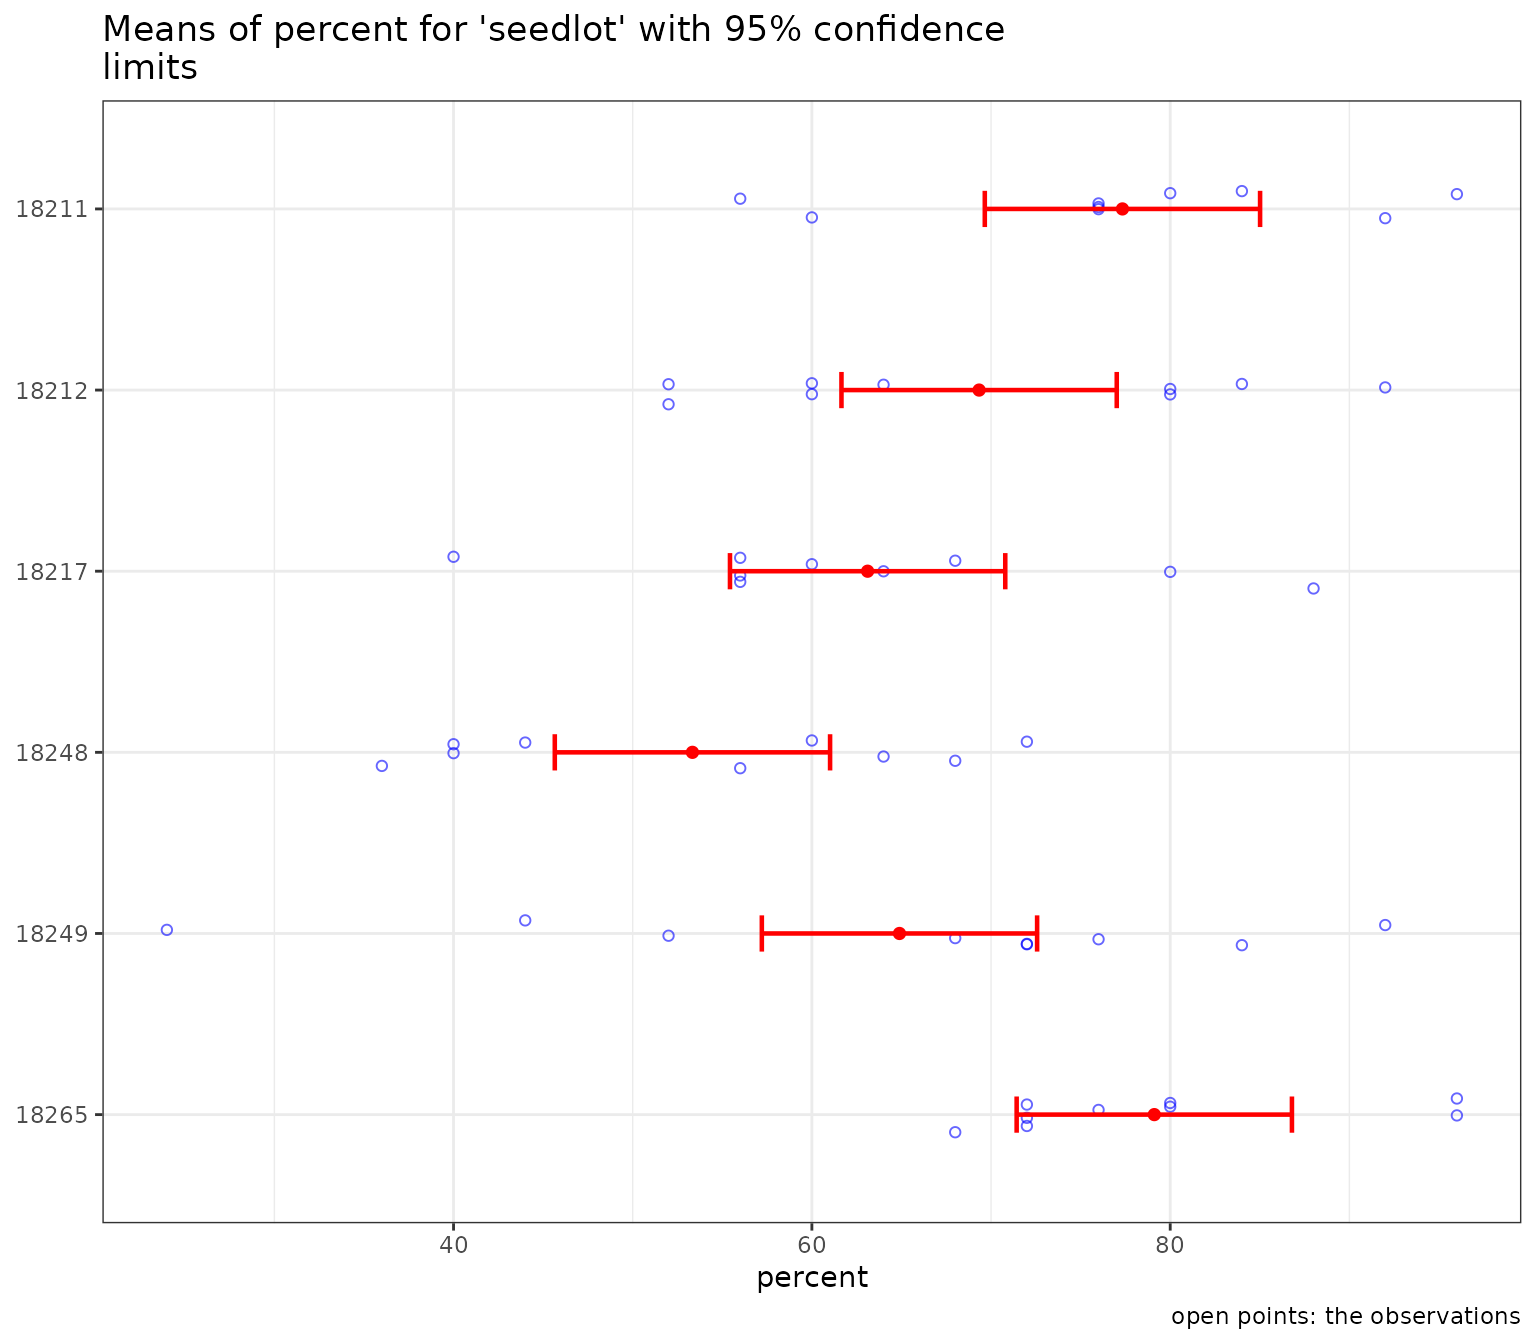 Means of percent for 'seedlot' with 95% confidence
limits
18211
18212
18217
18248
18249
18265
40 60 80
percent
open points: the observations